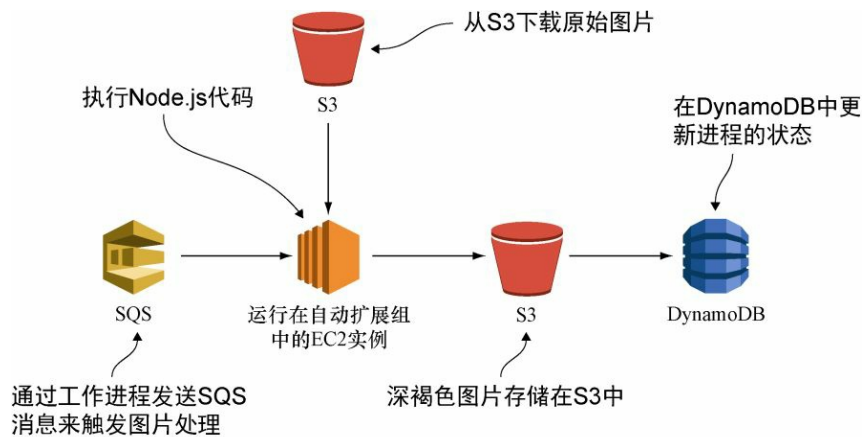 从S3下载原始图片
S3
执行Node.js代码
在DynamoDB中更
新进程的状态
SQS
运行在自动扩展组
中的EC2实例
S3
DynamoDB
通过工作进程发送SQS
消息来触发图片处理
深褐色图片存储在S3中